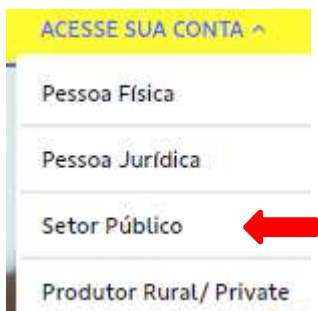 ACESSE SUA CONTA ^
Pessoa Física
Pessoa Jurídica
Setor Público
Produtor Rural/ Private